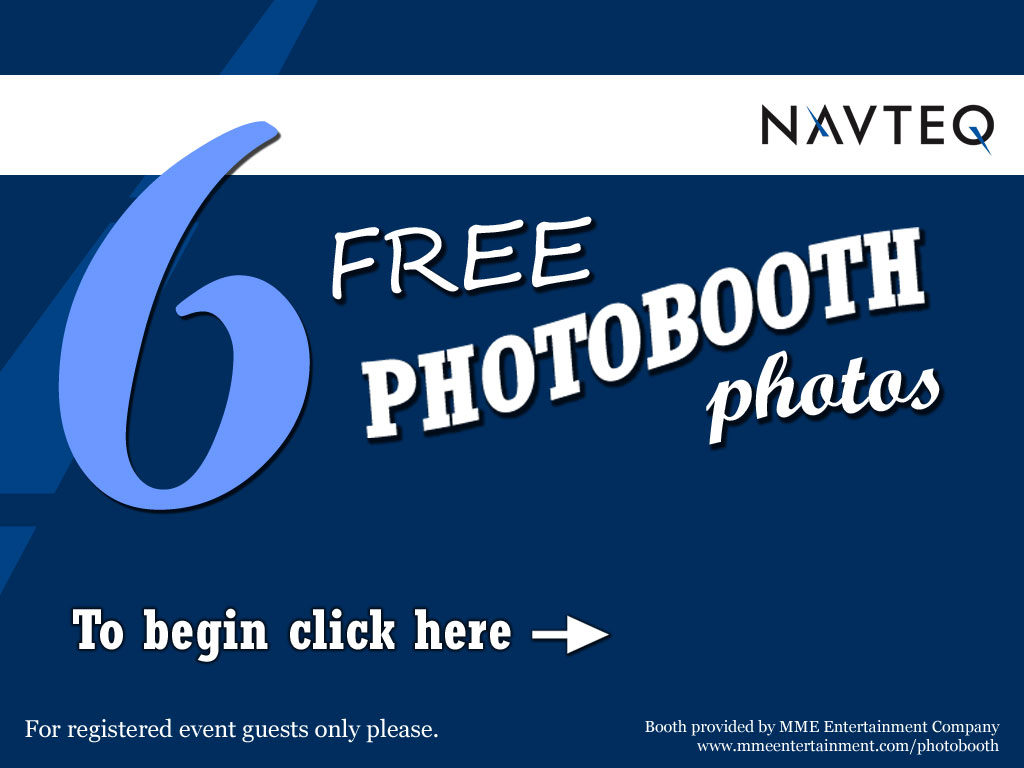 NAVTEQ
6
FREE
PHOTOBOOTH
photos
To begin click here
For registered event guests only please.
Booth provided by MME Entertainment Company
www.mmeentertainment.com/photobooth